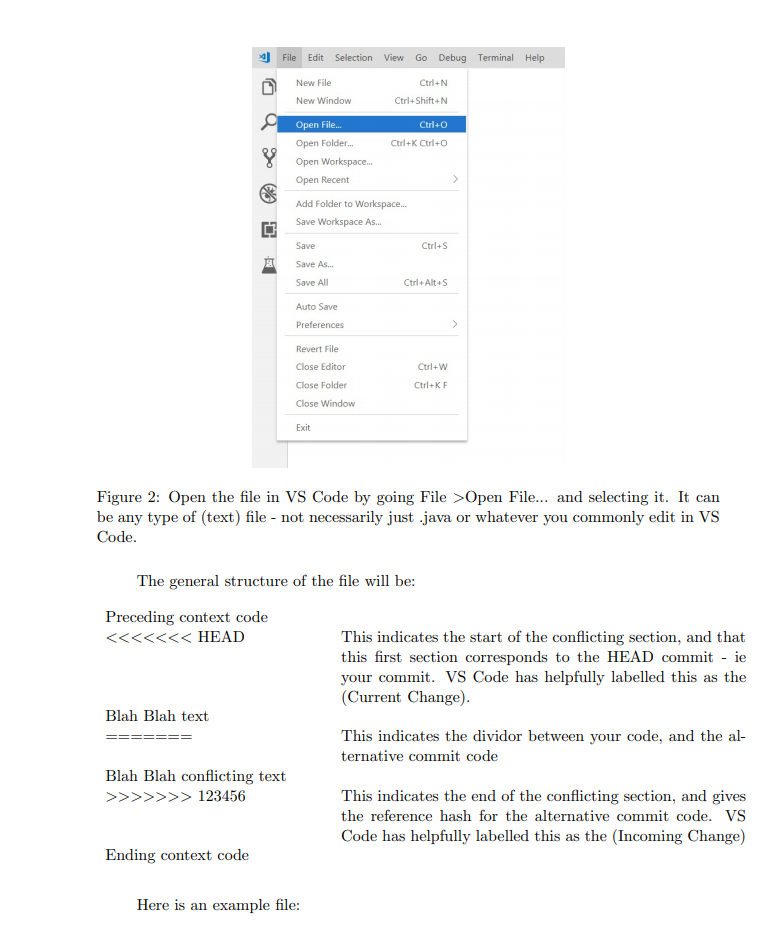 File Edit Selection View Go Debug Terminal Help
New File Ctrl+N
New Window Ctrl+Shift+N
Open File... Ctrl+O
Open Folder... Ctrl+K Ctrl+O
Open Workspace...
Open Recent
Add Folder to Workspace...
Save Workspace As...
Save Ctrl+S
Save As...
Save All Ctrl+Alt+S
Auto Save
Preferences
Revert File
Close Editor Ctrl+W
Close Folder Ctrl+K F
Close Window
Exit
Figure 2: Open the file in VS Code by going File >Open File... and selecting it. It can
be any type of (text) file - not necessarily just .java or whatever you commonly edit in VS
Code.
The general structure of the file will be:
Preceding context code
<<<<<<< HEAD This indicates the start of the conflicting section, and that
this first section corresponds to the HEAD commit - ie
your commit. VS Code has helpfully labelled this as the
(Current Change).
Blah Blah text
======= This indicates the dividor between your code, and the al-
ternative commit code
Blah Blah conflicting text
>>>>>>> 123456 This indicates the end of the conflicting section, and gives
the reference hash for the alternative commit code. VS
Code has helpfully labelled this as the (Incoming Change)
Ending context code
Here is an example file: